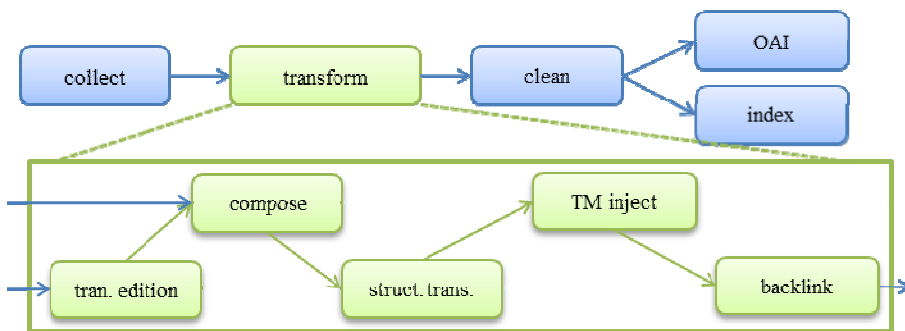 collect
transform
clean
OAI
index
compose
TM inject
tran. edition
struct. trans.
backlink